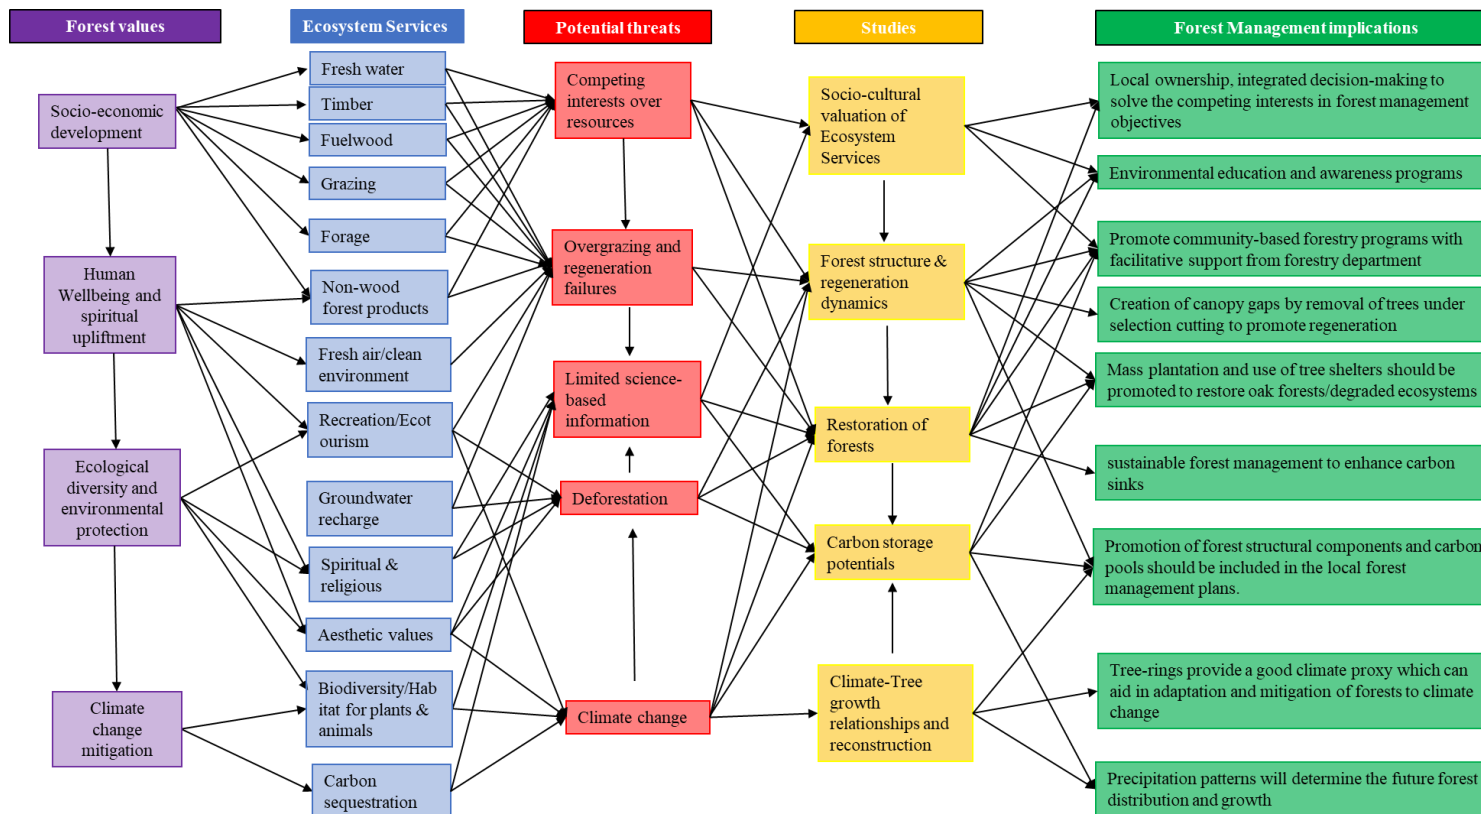 Forest values
Ecosystem Services
Potential threats
Studies
Forest Management implications
Socio-economic
development
Human
Wellbeing and
spiritual
upliftment
Ecological
diversity and
environmental
protection
Climate
change
mitigation
Fresh water
Timber
Fuelwood
Grazing
Forage
Non-wood
forest products
Fresh air/clean
environment
Recreation/Ecot
ourism
Groundwater
recharge
Spiritual &
religious
Aesthetic values
Biodiversity/Hab
itat for plants &
animals
Carbon
sequestration
Competing
interests over
resources
Overgrazing and
regeneration
failures
Limited science-
based
information
Deforestation
Climate change
Socio-cultural
valuation of
Ecosystem
Services
Forest structure &
regeneration
dynamics
Restoration of
forests
Carbon storage
potentials
Climate-Tree
growth
relationships and
reconstruction
Local ownership, integrated decision-making to
solve the competing interests in forest management
objectives
Environmental education and awareness programs
Promote community-based forestry programs with
facilitative support from forestry department
Creation of canopy gaps by removal of trees under
selection cutting to promote regeneration
Mass plantation and use of tree shelters should be
promoted to restore oak forests/degraded ecosystems
sustainable forest management to enhance carbon
sinks
Promotion of forest structural components and carbon
pools should be included in the local forest
management plans.
Tree-rings provide a good climate proxy which can
aid in adaptation and mitigation of forests to climate
change
Precipitation patterns will determine the future forest
distribution and growth